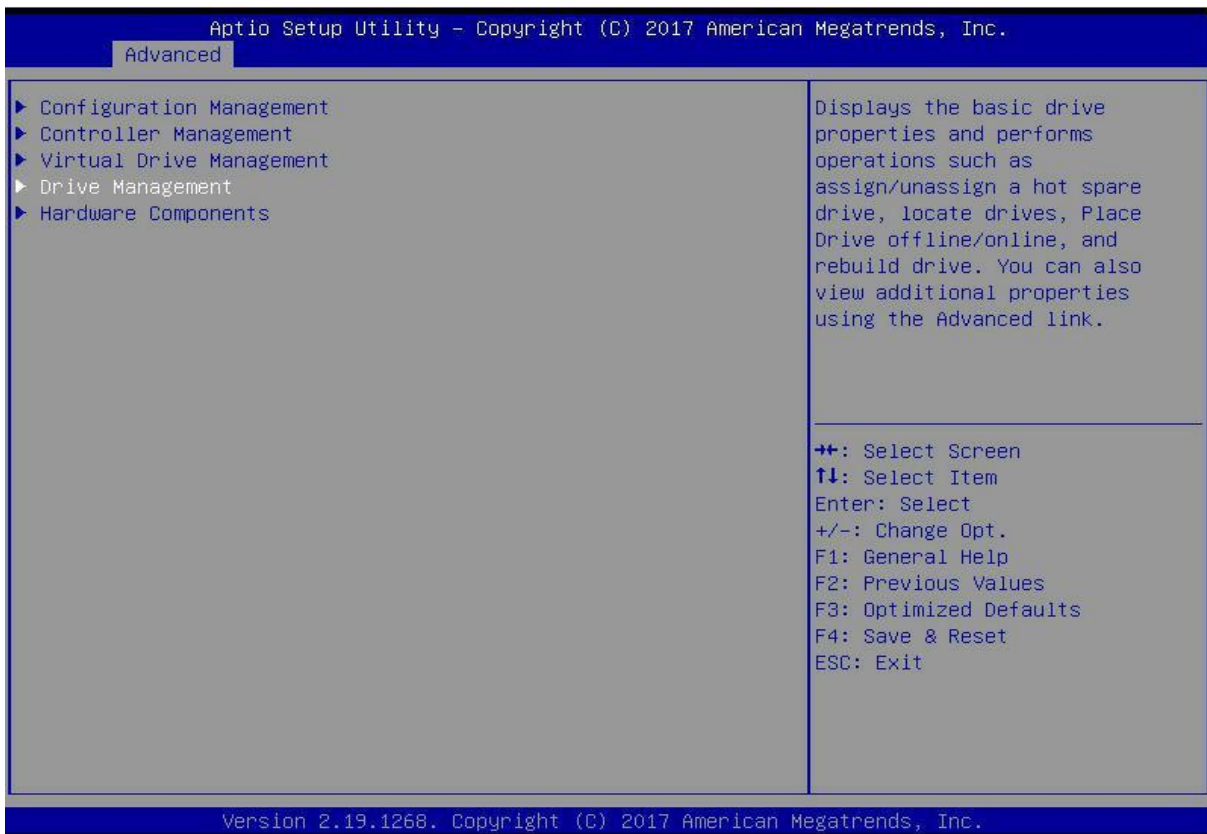 Aptio Setup Utility – Copyright (C) 2017 American Megatrends, Inc.
Advanced
► Configuration Management
► Controller Management
► Virtual Drive Management
► Drive Management
► Hardware Components
Displays the basic drive
properties and performs
operations such as
assign/unassign a hot spare
drive, locate drives, Place
Drive offline/online, and
rebuild drive. You can also
view additional properties
using the Advanced link.
→←: Select Screen
↑↓: Select Item
Enter: Select
+/-: Change Opt.
F1: General Help
F2: Previous Values
F3: Optimized Defaults
F4: Save & Reset
ESC: Exit
Version 2.19.1268. Copyright (C) 2017 American Megatrends, Inc.